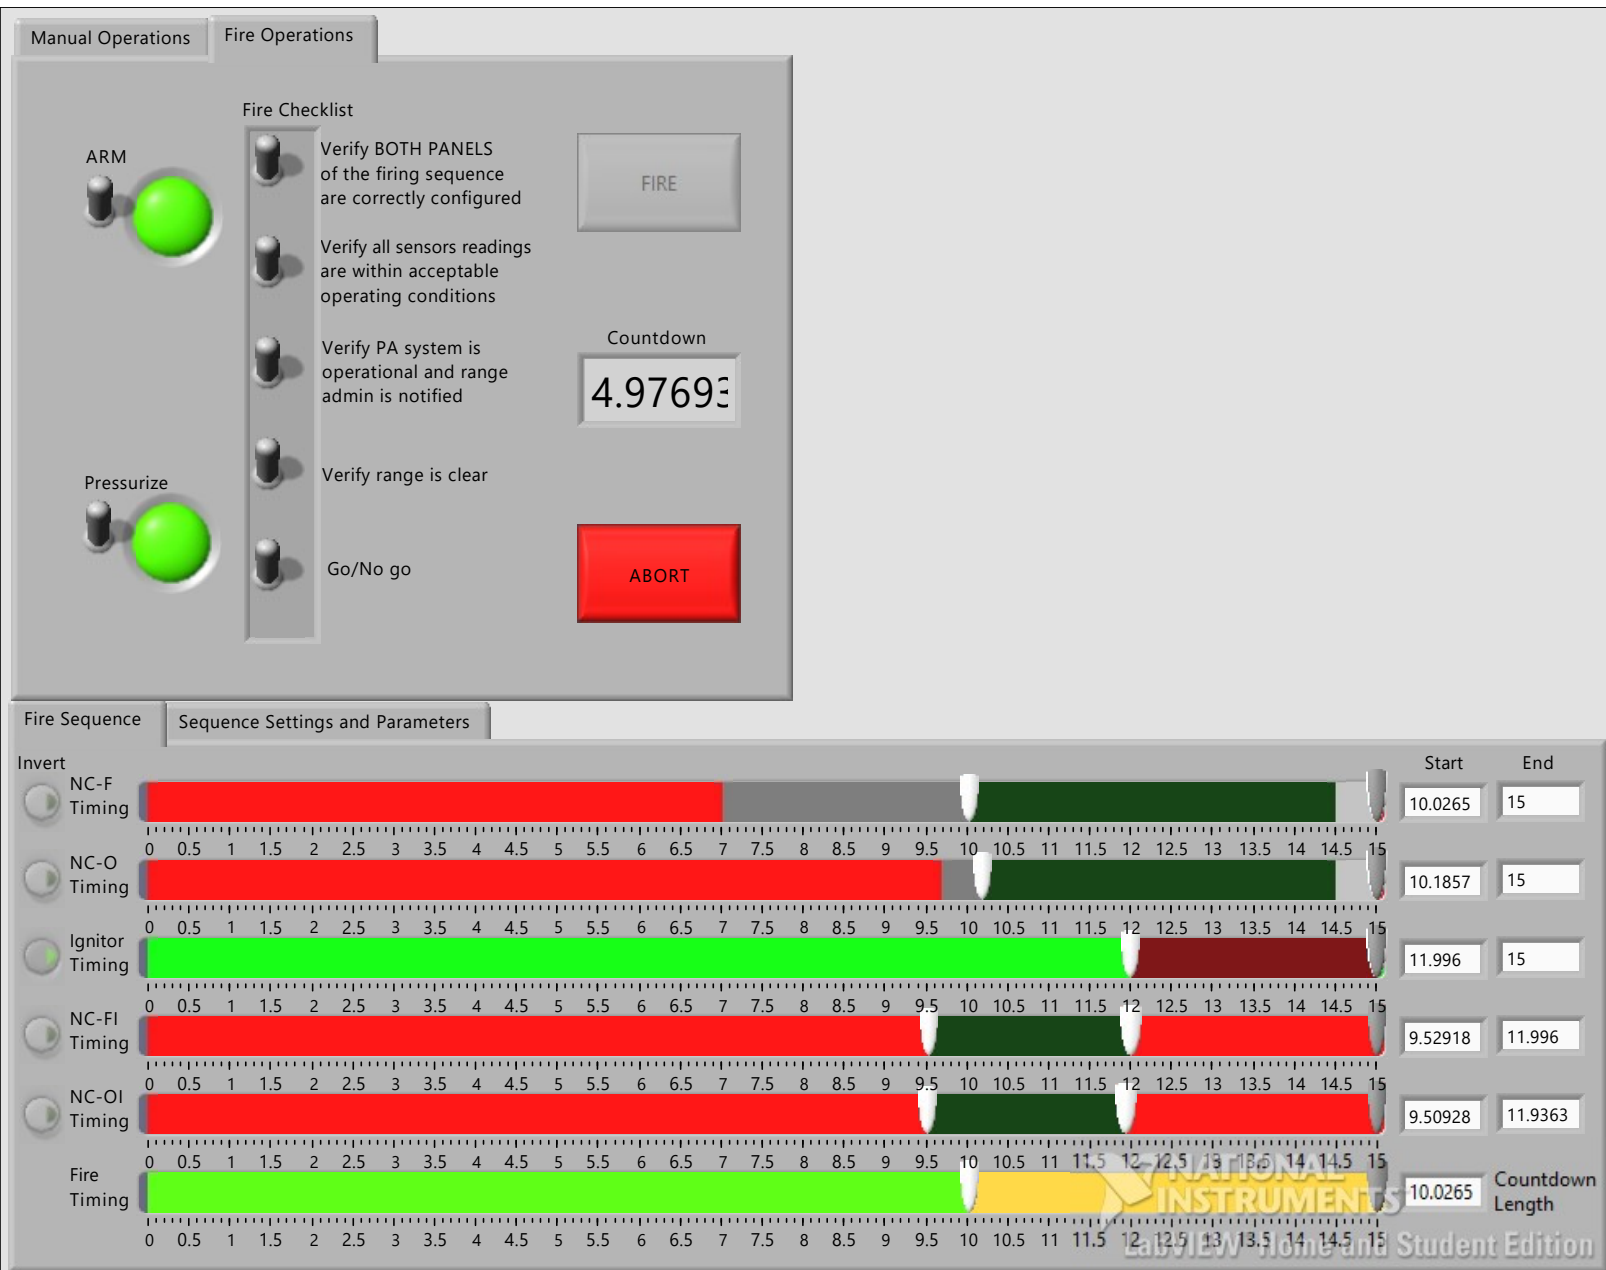 Manual Operations
Fire Operations
Fire Checklist
ARM
Verify BOTH PANELS
of the firing sequence
are correctly configured
FIRE
Verify all sensors readings
are within acceptable
operating conditions
Countdown
Verify PA system is
operational and range
admin is notified
4.97693
Pressurize
Verify range is clear
Go/No go
ABORT
Fire Sequence
Sequence Settings and Parameters
Invert
Start
End
NC-F
Timing
10.0265
15
0 0.5 1 1.5 2 2.5 3 3.5 4 4.5 5 5.5 6 6.5 7 7.5 8 8.5 9 9.5 10 10.5 11 11.5 12 12.5 13 13.5 14 14.5 15
NC-O
Timing
10.1857
15
0 0.5 1 1.5 2 2.5 3 3.5 4 4.5 5 5.5 6 6.5 7 7.5 8 8.5 9 9.5 10 10.5 11 11.5 12 12.5 13 13.5 14 14.5 15
Ignitor
Timing
11.996
15
0 0.5 1 1.5 2 2.5 3 3.5 4 4.5 5 5.5 6 6.5 7 7.5 8 8.5 9 9.5 10 10.5 11 11.5 12 12.5 13 13.5 14 14.5 15
NC-FI
Timing
9.52918
11.996
0 0.5 1 1.5 2 2.5 3 3.5 4 4.5 5 5.5 6 6.5 7 7.5 8 8.5 9 9.5 10 10.5 11 11.5 12 12.5 13 13.5 14 14.5 15
NC-OI
Timing
9.50928
11.9363
0 0.5 1 1.5 2 2.5 3 3.5 4 4.5 5 5.5 6 6.5 7 7.5 8 8.5 9 9.5 10 10.5 11 11.5 12 12.5 13 13.5 14 14.5 15
Fire
Timing
10.0265
Countdown
Length
0 0.5 1 1.5 2 2.5 3 3.5 4 4.5 5 5.5 6 6.5 7 7.5 8 8.5 9 9.5 10 10.5 11 11.5 12 12.5 13 13.5 14 14.5 15
NATIONAL
INSTRUMENTS
LabVIEW Home and Student Edition